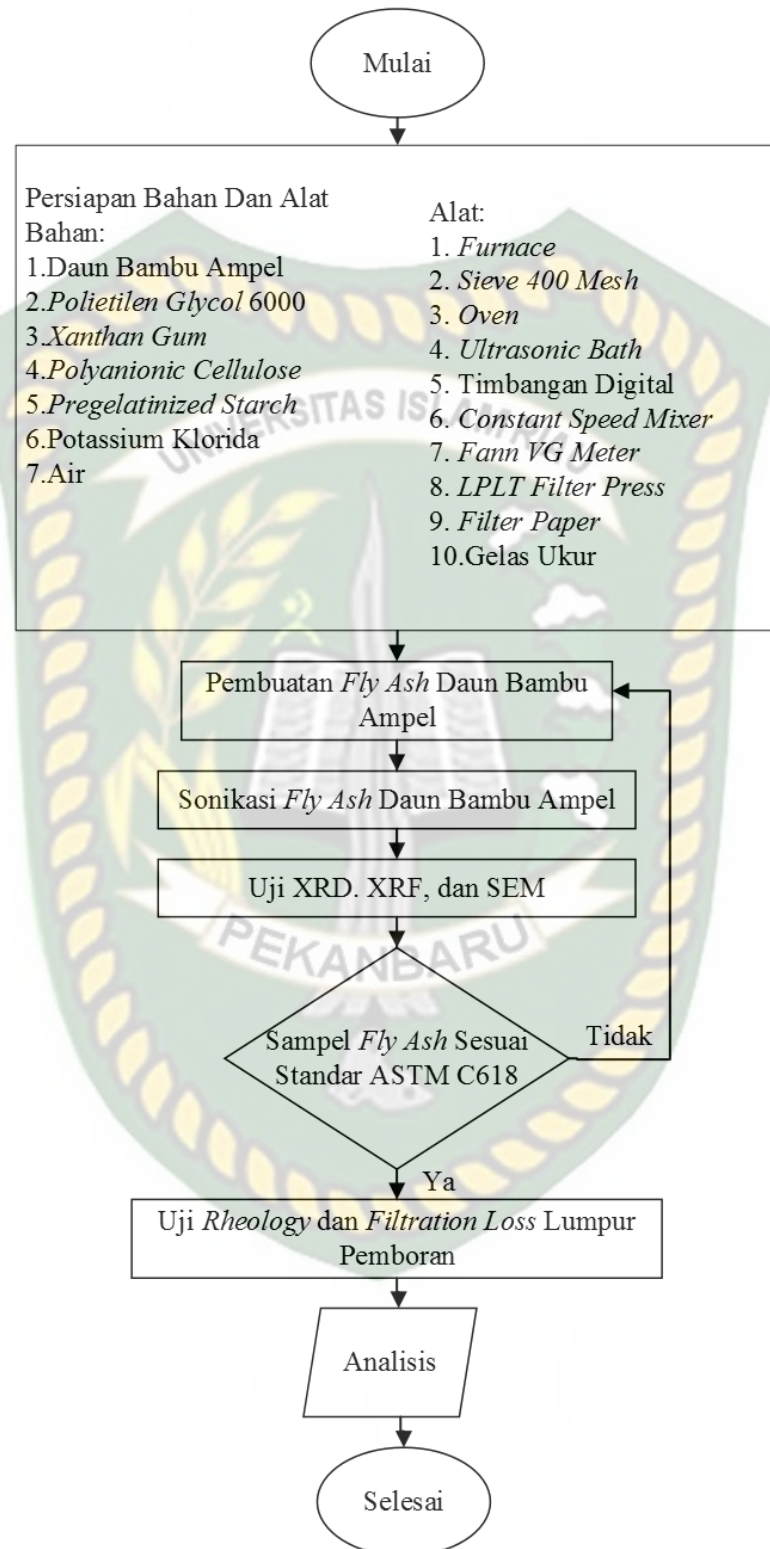 Mulai
Persiapan Bahan Dan Alat
Bahan:
1.Daun Bambu Ampel
2.Polietilen Glycol 6000
3.Xanthan Gum
4.Polyanionic Cellulose
5.Pregelatinized Starch
6.Potassium Klorida
7.Air
Alat:
1. Furnace
2. Sieve 400 Mesh
3. Oven
4. Ultrasonic Bath
5. Timbangan Digital
6. Constant Speed Mixer
7. Fann VG Meter
8. LPLT Filter Press
9. Filter Paper
10.Gelas Ukur
UNIVERSITAS ISLAM RIAU
Pembuatan Fly Ash Daun Bambu
Ampel
Sonikasi Fly Ash Daun Bambu Ampel
Uji XRD. XRF, dan SEM
PEKANBARU
Sampel Fly Ash Sesuai
Standar ASTM C618
Tidak
Ya
Uji Rheology dan Filtration Loss Lumpur
Pemboran
Analisis
Selesai